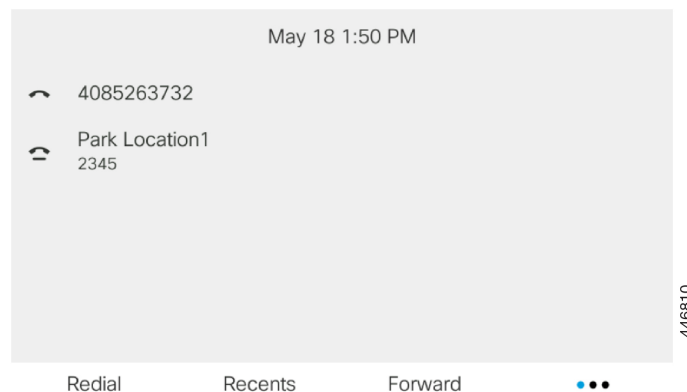 May 18 1:50 PM
4085263732
Park Location1
2345
Redial Recents Forward
446810